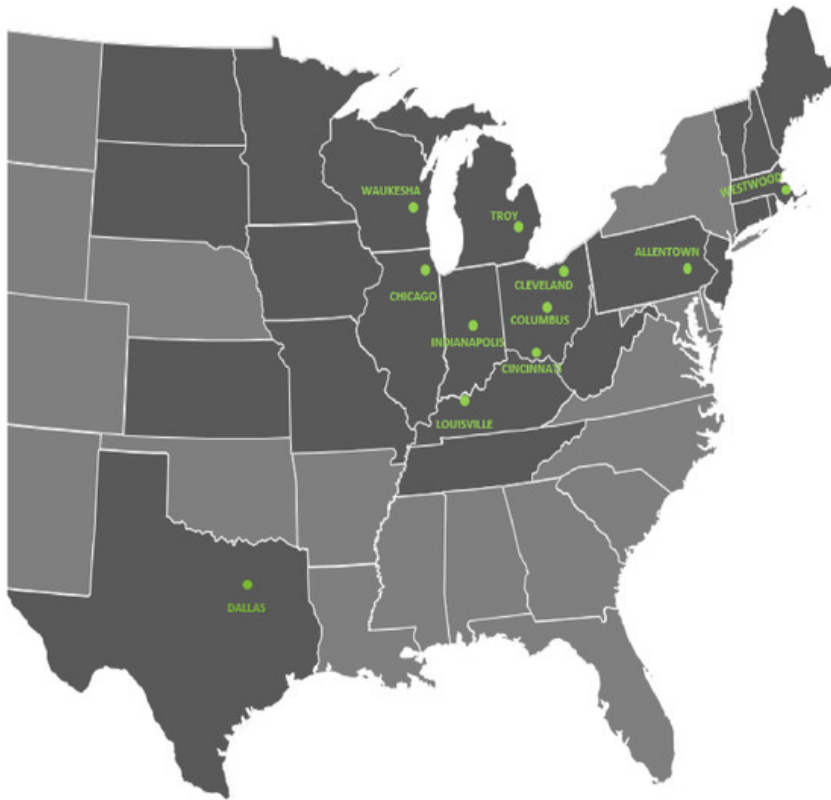 WESTWOOD
WAUKESHA
TROY
ALLENTOWN
CLEVELAND
CHICAGO
COLUMBUS
INDIANAPOLIS
CINCINNATI
LOUISVILLE
DALLAS